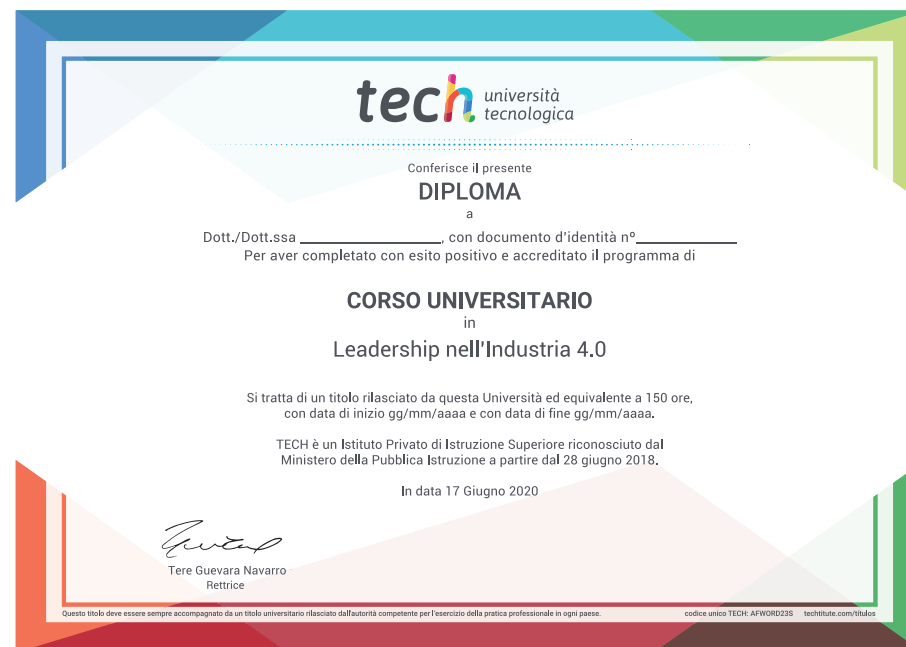 tech università
tecnologica
Conferisce il presente
DIPLOMA
a
Dott./Dott.ssa ____________________, con documento d'identità nº______________
Per aver completato con esito positivo e accreditato il programma di
CORSO UNIVERSITARIO
in
Leadership nell'Industria 4.0
Si tratta di un titolo rilasciato da questa Università ed equivalente a 150 ore,
con data di inizio gg/mm/aaaa e con data di fine gg/mm/aaaa.
TECH è un Istituto Privato di Istruzione Superiore riconosciuto dal
Ministero della Pubblica Istruzione a partire dal 28 giugno 2018.
In data 17 Giugno 2020
Tere Guevara Navarro
Rettrice
Questo titolo deve essere sempre accompagnato da un titolo universitario rilasciato dall'autorità competente per l'esercizio della pratica professionale in ogni paese. codice unico TECH: AFWORD23S techtitute.com/titulos